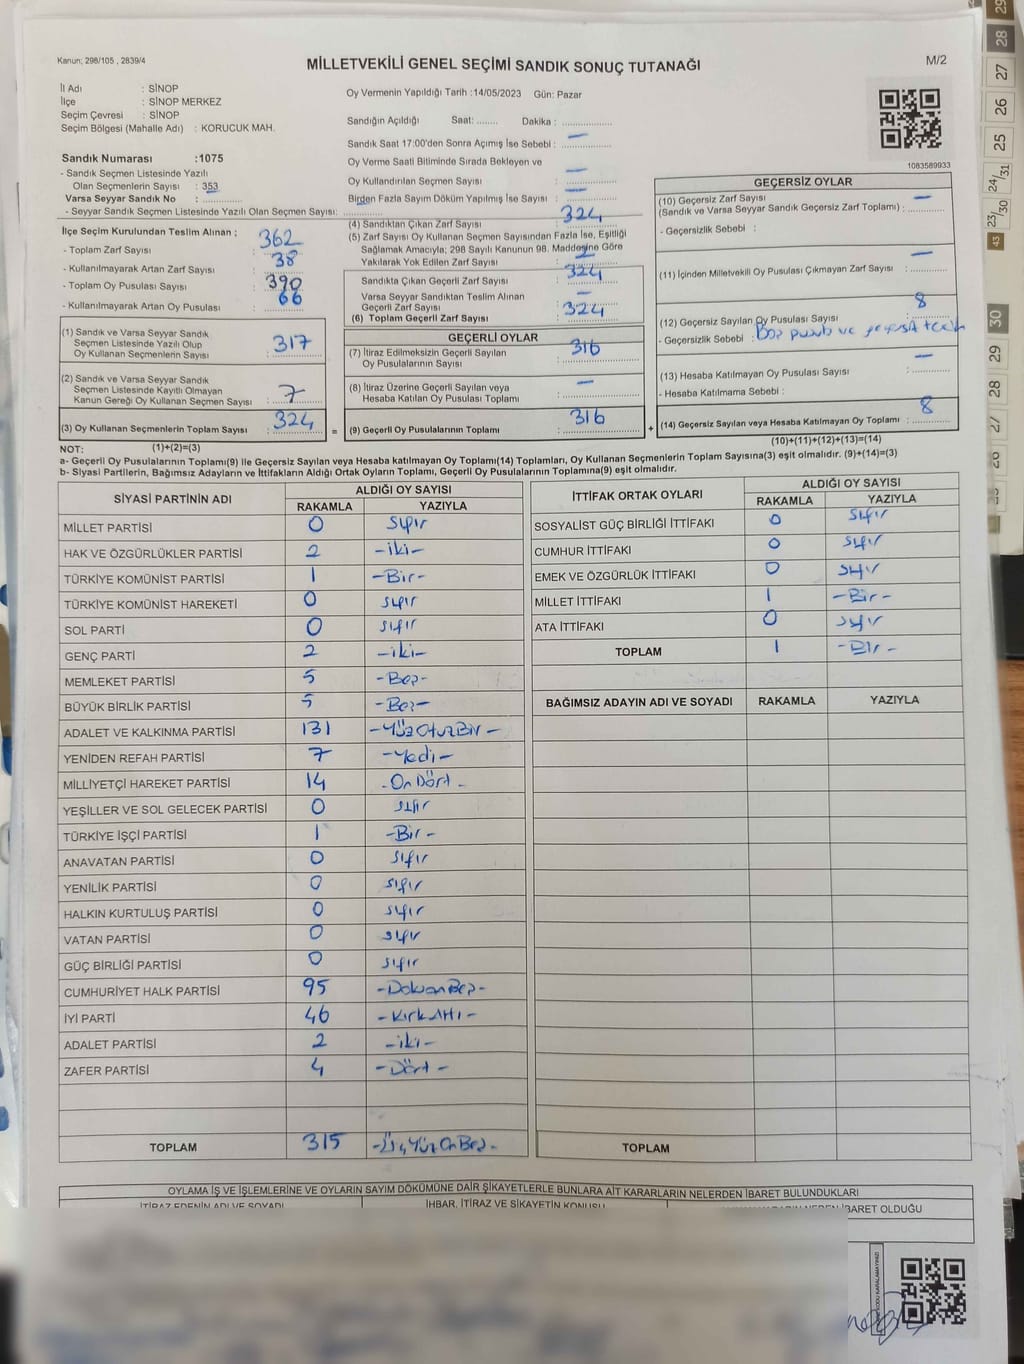 Kanun; 298/105 , 2839/4
MİLLETVEKİLİ GENEL SEÇİMİ SANDIK SONUÇ TUTANAĞI
M/2
İl Adı : SİNOP
İlçe : SİNOP MERKEZ
Seçim Çevresi : SİNOP
Seçim Bölgesi (Mahalle Adı) : KORUCUK MAH.
Sandık Numarası :1075
- Sandık Seçmen Listesinde Yazılı
Olan Seçmenlerin Sayısı : 353
Varsa Seyyar Sandık No :
- Seyyar Sandık Seçmen Listesinde Yazılı Olan Seçmen Sayısı:
İlçe Seçim Kurulundan Teslim Alınan ;
- Toplam Zarf Sayısı : 362
- Kullanılmayarak Artan Zarf Sayısı : 38
- Toplam Oy Pusulası Sayısı : 390
- Kullanılmayarak Artan Oy Pusulası : 66
(1) Sandık ve Varsa Seyyar Sandık
Seçmen Listesinde Yazılı Olup
Oy Kullanan Seçmenlerin Sayısı : 317
(2) Sandık ve Varsa Seyyar Sandık
Seçmen Listesinde Kayıtlı Olmayan
Kanun Gereği Oy Kullanan Seçmen Sayısı : 7
(3) Oy Kullanan Seçmenlerin Toplam Sayısı : 324
=
Oy Vermenin Yapıldığı Tarih :14/05/2023 Gün: Pazar
Sandığın Açıldığı Saat: Dakika :
Sandık Saat 17:00'den Sonra Açımış İse Sebebi : —
Oy Verme Saati Bitiminde Sırada Bekleyen ve
Oy Kullandırılan Seçmen Sayısı : —
Birden Fazla Sayım Döküm Yapılmış İse Sayısı : —
(4) Sandıktan Çıkan Zarf Sayısı : 324
(5) Zarf Sayısı Oy Kullanan Seçmen Sayısından Fazla İse, Eşitliği
Sağlamak Amacıyla; 298 Sayılı Kanunun 98. Maddesine Göre
Yakılarak Yok Edilen Zarf Sayısı :
Sandıkta Çıkan Geçerli Zarf Sayısı : 324
Varsa Seyyar Sandıktan Teslim Alınan
Geçerli Zarf Sayısı : —
(6) Toplam Geçerli Zarf Sayısı : 324
GEÇERLİ OYLAR
(7) İtiraz Edilmeksizin Geçerli Sayılan
Oy Pusulalarının Sayısı : 316
(8) İtiraz Üzerine Geçerli Sayılan veya
Hesaba Katılan Oy Pusulası Toplamı : —
(9) Geçerli Oy Pusulalarının Toplamı : 316
+
1083589933
GEÇERSİZ OYLAR
(10) Geçersiz Zarf Sayısı —
(Sandık ve Varsa Seyyar Sandık Geçersiz Zarf Toplamı) :
- Geçersizlik Sebebi :
(11) İçinden Milletvekili Oy Pusulası Çıkmayan Zarf Sayısı : —
(12) Geçersiz Sayılan Oy Pusulası Sayısı : 8
- Geçersizlik Sebebi : Boş pusula ve geçersiz
(13) Hesaba Katılmayan Oy Pusulası Sayısı : —
- Hesaba Katılmama Sebebi :
(14) Geçersiz Sayılan veya Hesaba Katılmayan Oy Toplamı : 8
NOT: (1)+(2)=(3) (10)+(11)+(12)+(13)=(14)
a- Geçerli Oy Pusulalarının Toplamı(9) ile Geçersiz Sayılan veya Hesaba katılmayan Oy Toplamı(14) Toplamları, Oy Kullanan Seçmenlerin Toplam Sayısına(3) eşit olmalıdır. (9)+(14)=(3)
b- Siyasi Partilerin, Bağımsız Adayların ve İttifakların Aldığı Ortak Oyların Toplamı, Geçerli Oy Pusulalarının Toplamına(9) eşit olmalıdır.
SİYASİ PARTİNİN ADI ALDIĞI OY SAYISI
RAKAMLA YAZIYLA
MİLLET PARTİSİ 0 Sıfır
HAK VE ÖZGÜRLÜKLER PARTİSİ 2 -iki-
TÜRKİYE KOMÜNİST PARTİSİ 1 -Bir-
TÜRKİYE KOMÜNİST HAREKETİ 0 sıfır
SOL PARTİ 0 sıfır
GENÇ PARTİ 2 -iki-
MEMLEKET PARTİSİ 5 -Beş-
BÜYÜK BİRLİK PARTİSİ 5 -Beş-
ADALET VE KALKINMA PARTİSİ 131 -YüzOtuzBir-
YENİDEN REFAH PARTİSİ 7 -Yedi-
MİLLİYETÇİ HAREKET PARTİSİ 14 -OnDört-
YEŞİLLER VE SOL GELECEK PARTİSİ 0 sıfır
TÜRKİYE İŞÇİ PARTİSİ 1 -Bir-
ANAVATAN PARTİSİ 0 sıfır
YENİLİK PARTİSİ 0 sıfır
HALKIN KURTULUŞ PARTİSİ 0 sıfır
VATAN PARTİSİ 0 sıfır
GÜÇ BİRLİĞİ PARTİSİ 0 sıfır
CUMHURİYET HALK PARTİSİ 95 -DoksanBeş-
İYİ PARTİ 46 -KırkAltı-
ADALET PARTİSİ 2 -iki-
ZAFER PARTİSİ 4 -Dört-
TOPLAM 315 -ÜçYüzOnBeş-
İTTİFAK ORTAK OYLARI ALDIĞI OY SAYISI
RAKAMLA YAZIYLA
SOSYALİST GÜÇ BİRLİĞİ İTTİFAKI 0 sıfır
CUMHUR İTTİFAKI 0 sıfır
EMEK VE ÖZGÜRLÜK İTTİFAKI 0 sıfır
MİLLET İTTİFAKI 1 -Bir-
ATA İTTİFAKI 0 sıfır
TOPLAM 1 -Bir-
BAĞIMSIZ ADAYIN ADI VE SOYADI RAKAMLA YAZIYLA
TOPLAM
OYLAMA İŞ VE İŞLEMLERİNE VE OYLARIN SAYIM DÖKÜMÜNE DAİR ŞİKAYETLERLE BUNLARA AİT KARARLARIN NELERDEN İBARET BULUNDUKLARI
İTİRAZ EDENİN ADI VE SOYADI İHBAR, İTİRAZ VE ŞİKAYETİN KONUSU İBARET OLDUĞU
29
28
27
26
25
24/31
23/30
43
30
29
28
27
26